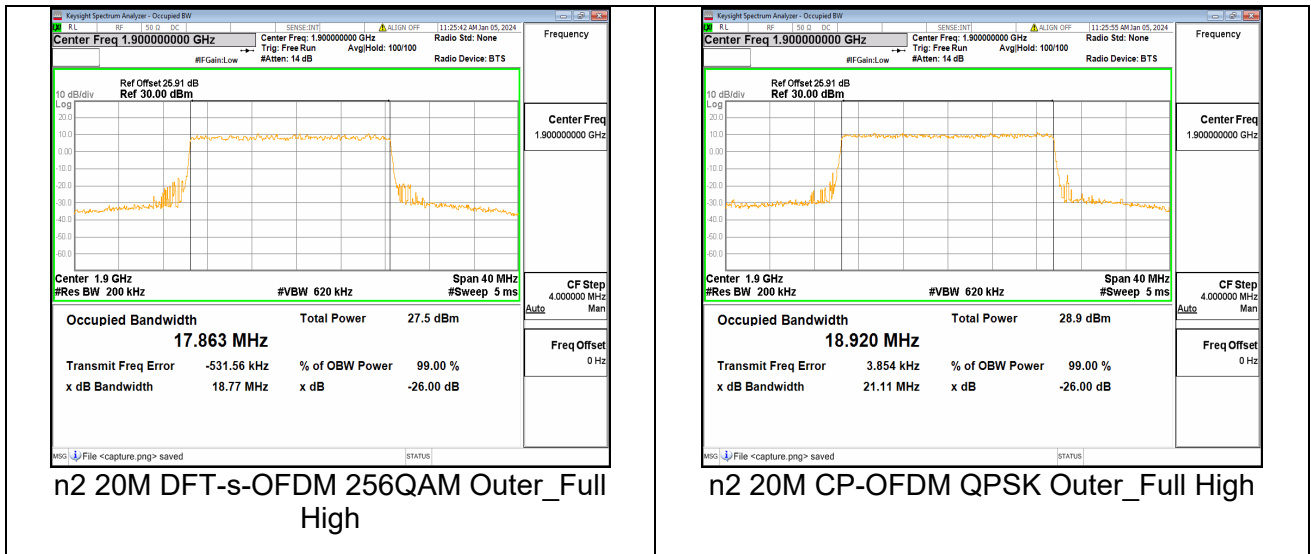 Keysight Spectrum Analyzer - Occupied BW
RL RF 50 Ω DC SENSE:INT ALIGN OFF 11:25:42 AM Jan 05, 2024
Center Freq 1.900000000 GHz
Center Freq: 1.900000000 GHz
Radio Std: None
Trig: Free Run Avg|Hold: 100/100
#IFGain:Low
#Atten: 14 dB
Radio Device: BTS
Frequency
Ref Offset 25.91 dB
10 dB/div Ref 30.00 dBm
Log
20.0
10.0
0.00
-10.0
-20.0
-30.0
-40.0
-50.0
-60.0
Center 1.9 GHz
Span 40 MHz
#Res BW 200 kHz
#VBW 620 kHz
#Sweep 5 ms
Center Freq
1.900000000 GHz
CF Step
4.000000 MHz
Auto Man
Freq Offset
0 Hz
Occupied Bandwidth
17.863 MHz
Total Power 27.5 dBm
Transmit Freq Error -531.56 kHz
% of OBW Power 99.00 %
x dB Bandwidth 18.77 MHz
x dB -26.00 dB
MSG File <capture.png> saved STATUS
n2 20M DFT-s-OFDM 256QAM Outer_Full
High
Keysight Spectrum Analyzer - Occupied BW
RL RF 50 Ω DC SENSE:INT ALIGN OFF 11:25:55 AM Jan 05, 2024
Center Freq 1.900000000 GHz
Center Freq: 1.900000000 GHz
Radio Std: None
Trig: Free Run Avg|Hold: 100/100
#IFGain:Low
#Atten: 14 dB
Radio Device: BTS
Frequency
Ref Offset 25.91 dB
10 dB/div Ref 30.00 dBm
Log
20.0
10.0
0.00
-10.0
-20.0
-30.0
-40.0
-50.0
-60.0
Center 1.9 GHz
Span 40 MHz
#Res BW 200 kHz
#VBW 620 kHz
#Sweep 5 ms
Center Freq
1.900000000 GHz
CF Step
4.000000 MHz
Auto Man
Freq Offset
0 Hz
Occupied Bandwidth
18.920 MHz
Total Power 28.9 dBm
Transmit Freq Error 3.854 kHz
% of OBW Power 99.00 %
x dB Bandwidth 21.11 MHz
x dB -26.00 dB
MSG File <capture.png> saved STATUS
n2 20M CP-OFDM QPSK Outer_Full High